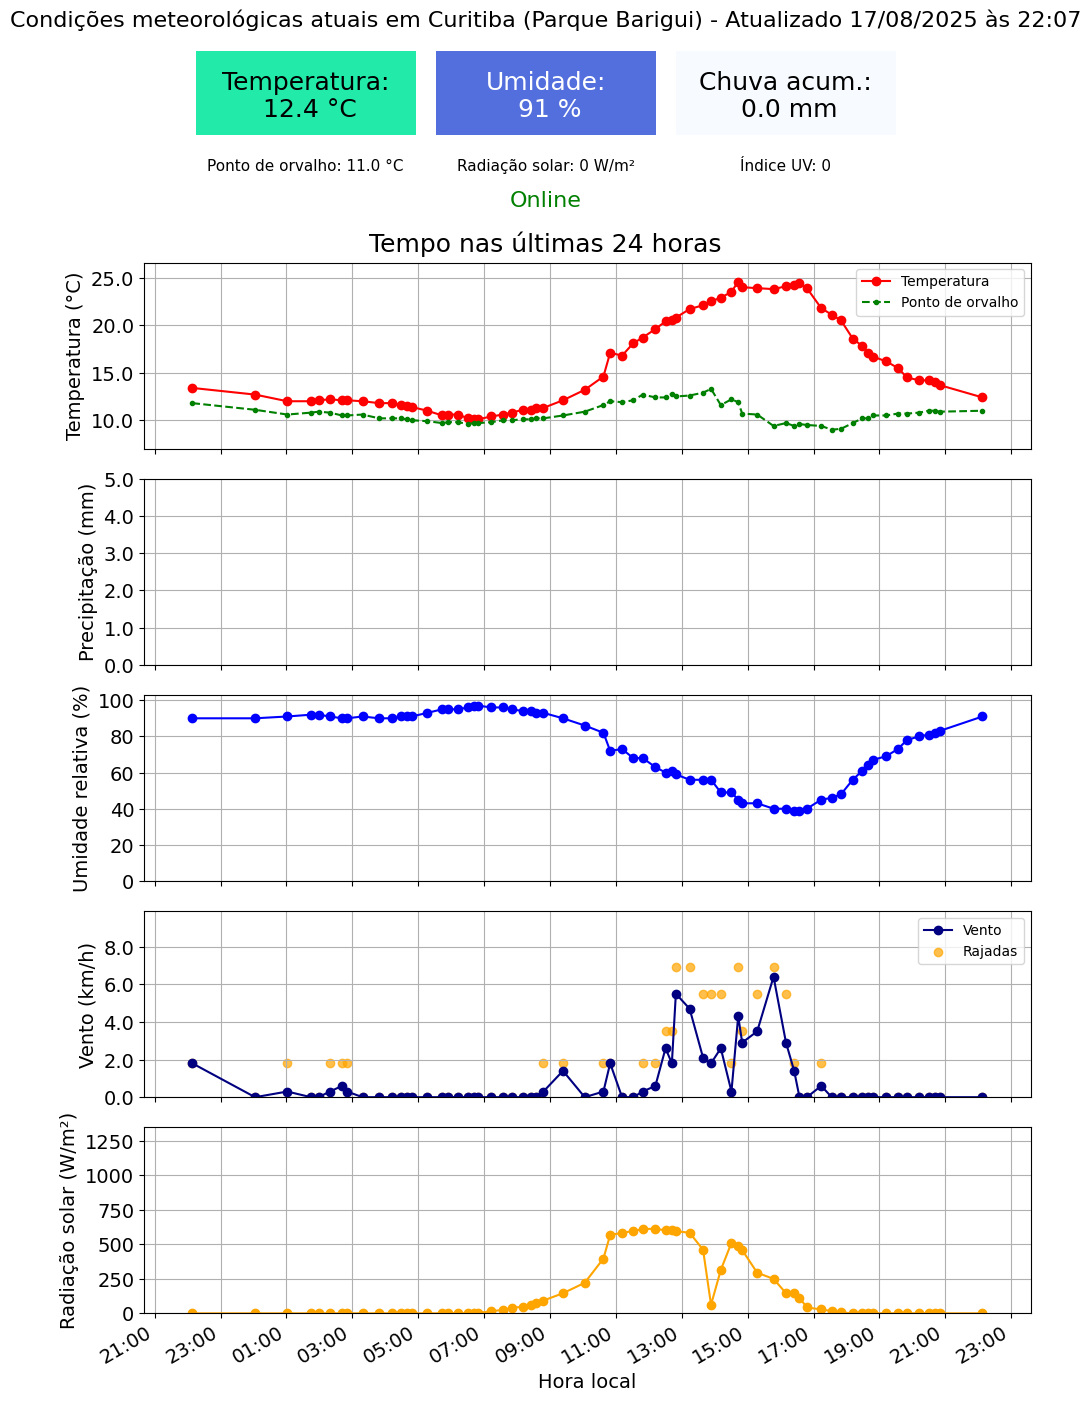 Condições meteorológicas atuais em Curitiba (Parque Barigui) - Atualizado 17/08/2025 às 22:07
Temperatura:
12.4 °C
Umidade:
91 %
Chuva acum.:
0.0 mm
Ponto de orvalho: 11.0 °C
Radiação solar: 0 W/m²
Índice UV: 0
Online
Tempo nas últimas 24 horas
Temperatura (°C)
25.0
20.0
15.0
10.0
Temperatura
Ponto de orvalho
Precipitação (mm)
5.0
4.0
3.0
2.0
1.0
0.0
Umidade relativa (%)
100
80
60
40
20
0
Vento (km/h)
8.0
6.0
4.0
2.0
0.0
Vento
Rajadas
Radiação solar (W/m²)
1250
1000
750
500
250
0
21:00 23:00 01:00 03:00 05:00 07:00 09:00 11:00 13:00 15:00 17:00 19:00 21:00 23:00
Hora local